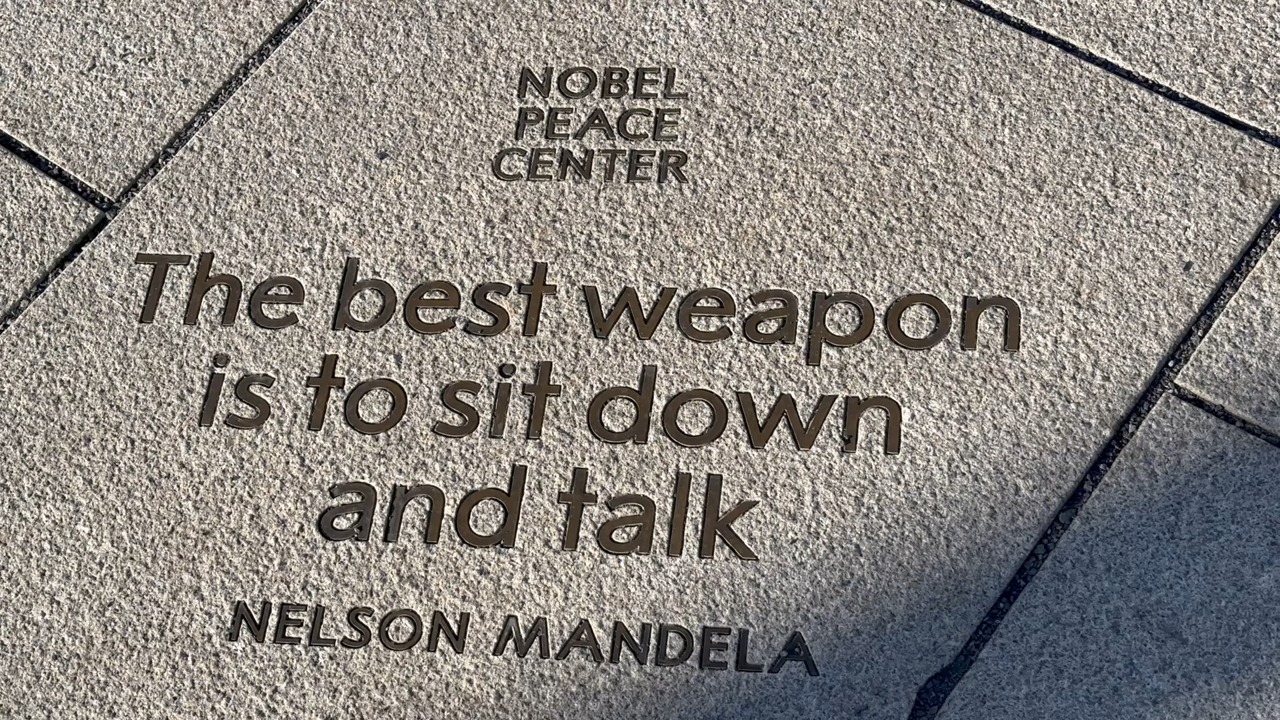 NOBEL
PEACE
CENTER
The best weapon
is to sit down
and talk
NELSON MANDELA